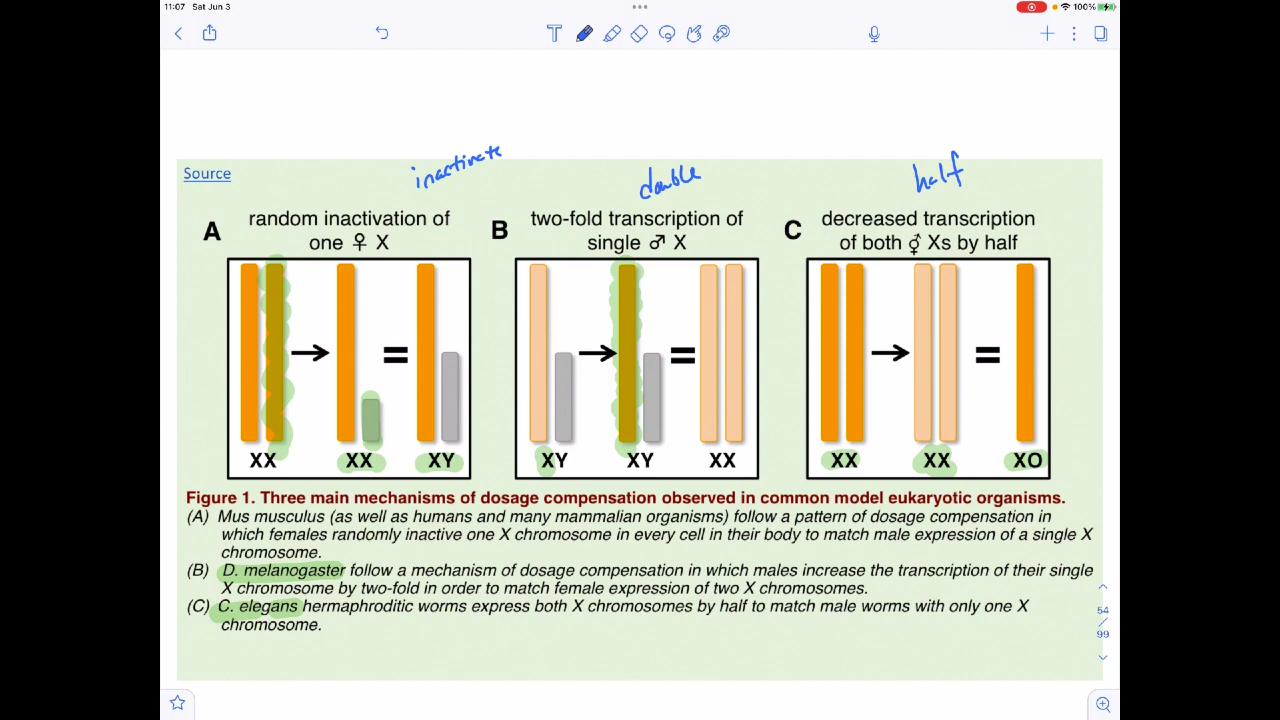 11:07 Sat Jun 3
100%
inactivate
double
half
Source
A
random inactivation of
one ♀ X
B
two-fold transcription of
single ♂ X
C
decreased transcription
of both ⚥ Xs by half
=
=
=
XX
XX
XY
XY
XY
XX
XX
XX
XO
Figure 1. Three main mechanisms of dosage compensation observed in common model eukaryotic organisms.
(A) Mus musculus (as well as humans and many mammalian organisms) follow a pattern of dosage compensation in
which females randomly inactive one X chromosome in every cell in their body to match male expression of a single X
chromosome.
(B) D. melanogaster follow a mechanism of dosage compensation in which males increase the transcription of their single
X chromosome by two-fold in order to match female expression of two X chromosomes.
(C) C. elegans hermaphroditic worms express both X chromosomes by half to match male worms with only one X
chromosome.
54
/
99